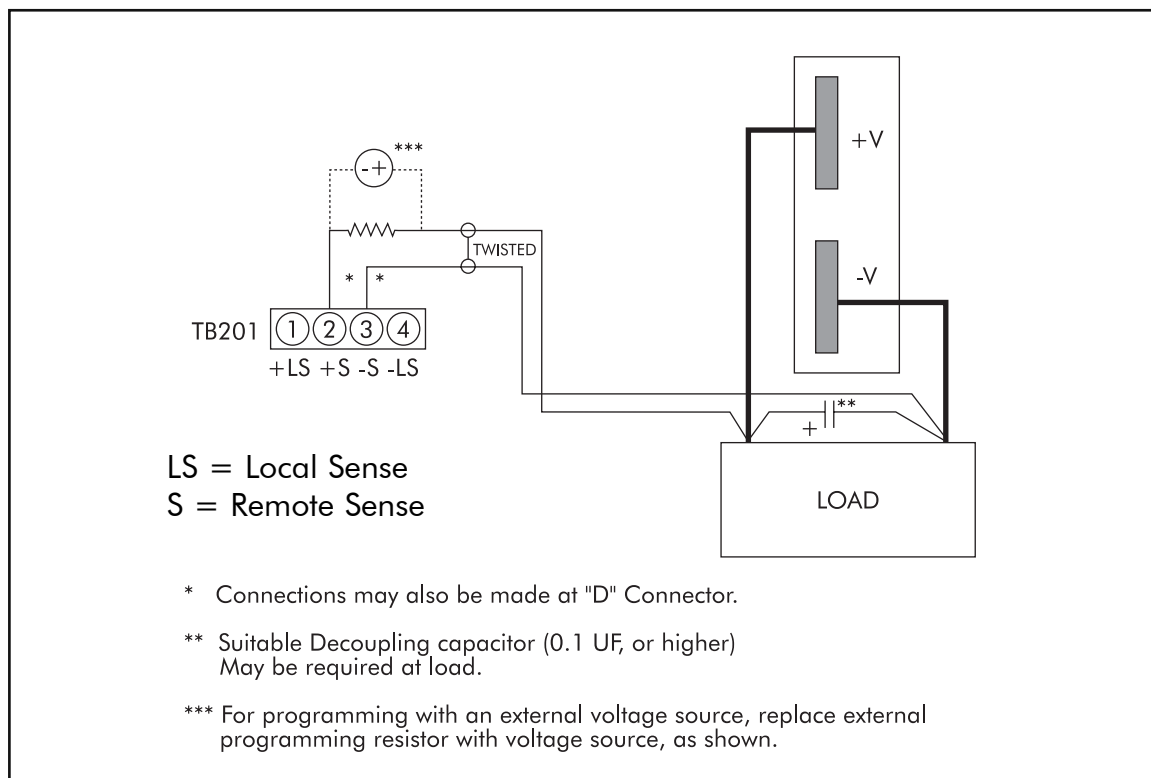 ***
-+
+V
TWISTED
* *
-V
TB201 1 2 3 4
+LS +S -S -LS
**
+
LS = Local Sense
S = Remote Sense
LOAD
* Connections may also be made at "D" Connector.
** Suitable Decoupling capacitor (0.1 UF, or higher)
May be required at load.
*** For programming with an external voltage source, replace external
programming resistor with voltage source, as shown.